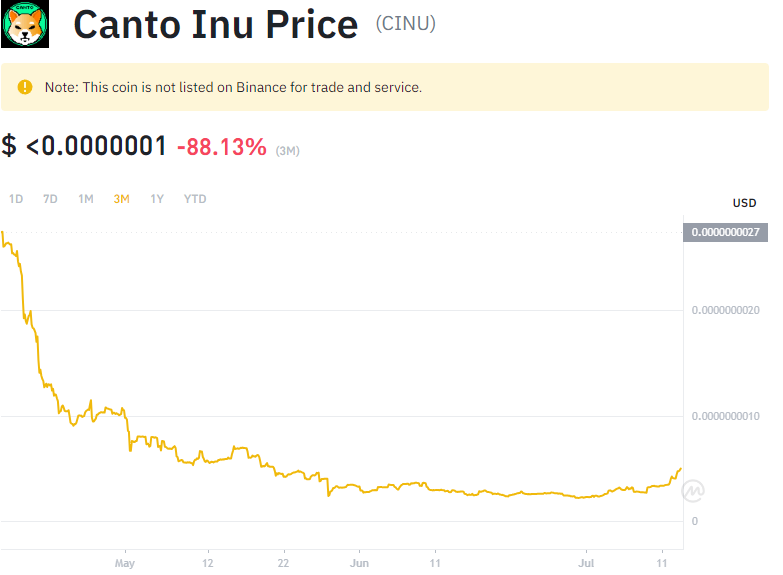 CANTO
Canto Inu Price (CINU)
Note: This coin is not listed on Binance for trade and service.
$ <0.0000001 -88.13% (3M)
1D 7D 1M 3M 1Y YTD
USD
0.0000000027
0.0000000020
0.0000000010
0
May 12 22 Jun 11 Jul 11